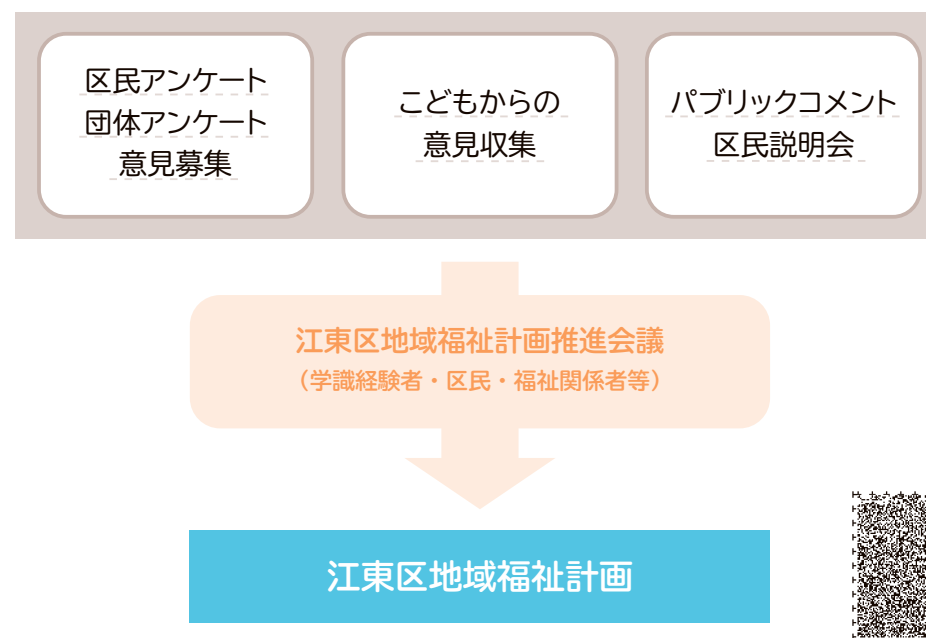 区民アンケート
団体アンケート
意見募集
こどもからの
意見収集
パブリックコメント
区民説明会
江東区地域福祉計画推進会議
（学識経験者・区民・福祉関係者等）
江東区地域福祉計画